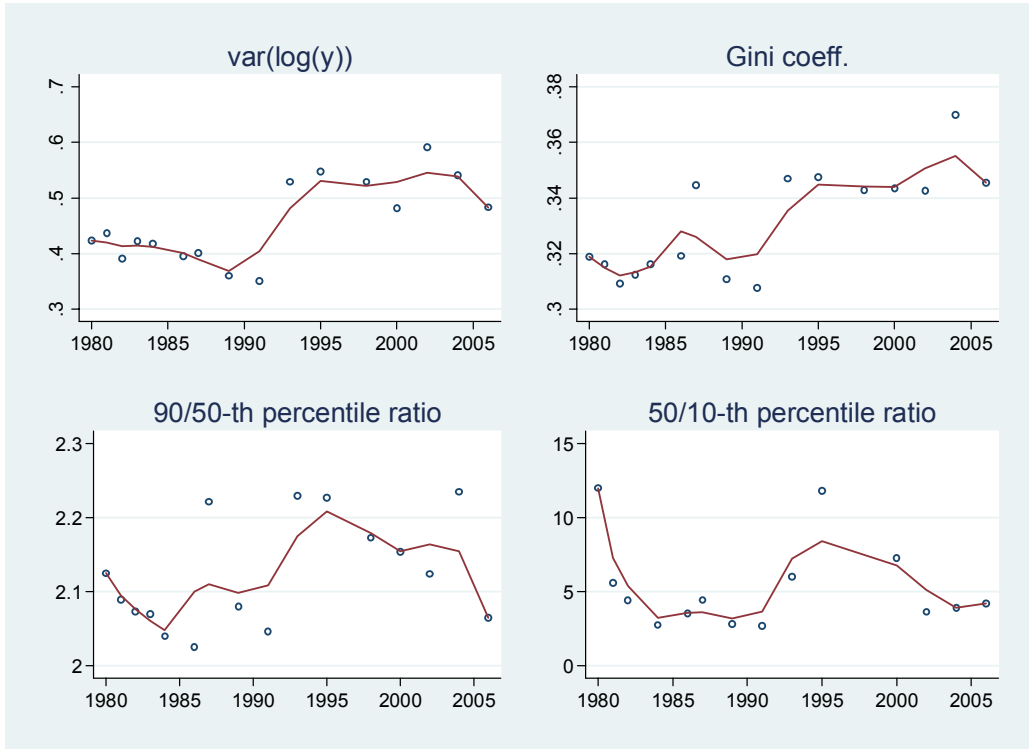 var(log(y))
.7
.6
.5
.4
.3
1980 1985 1990 1995 2000 2005
Gini coeff.
.38
.36
.34
.32
.3
1980 1985 1990 1995 2000 2005
90/50-th percentile ratio
2.3
2.2
2.1
2
1980 1985 1990 1995 2000 2005
50/10-th percentile ratio
15
10
5
0
1980 1985 1990 1995 2000 2005